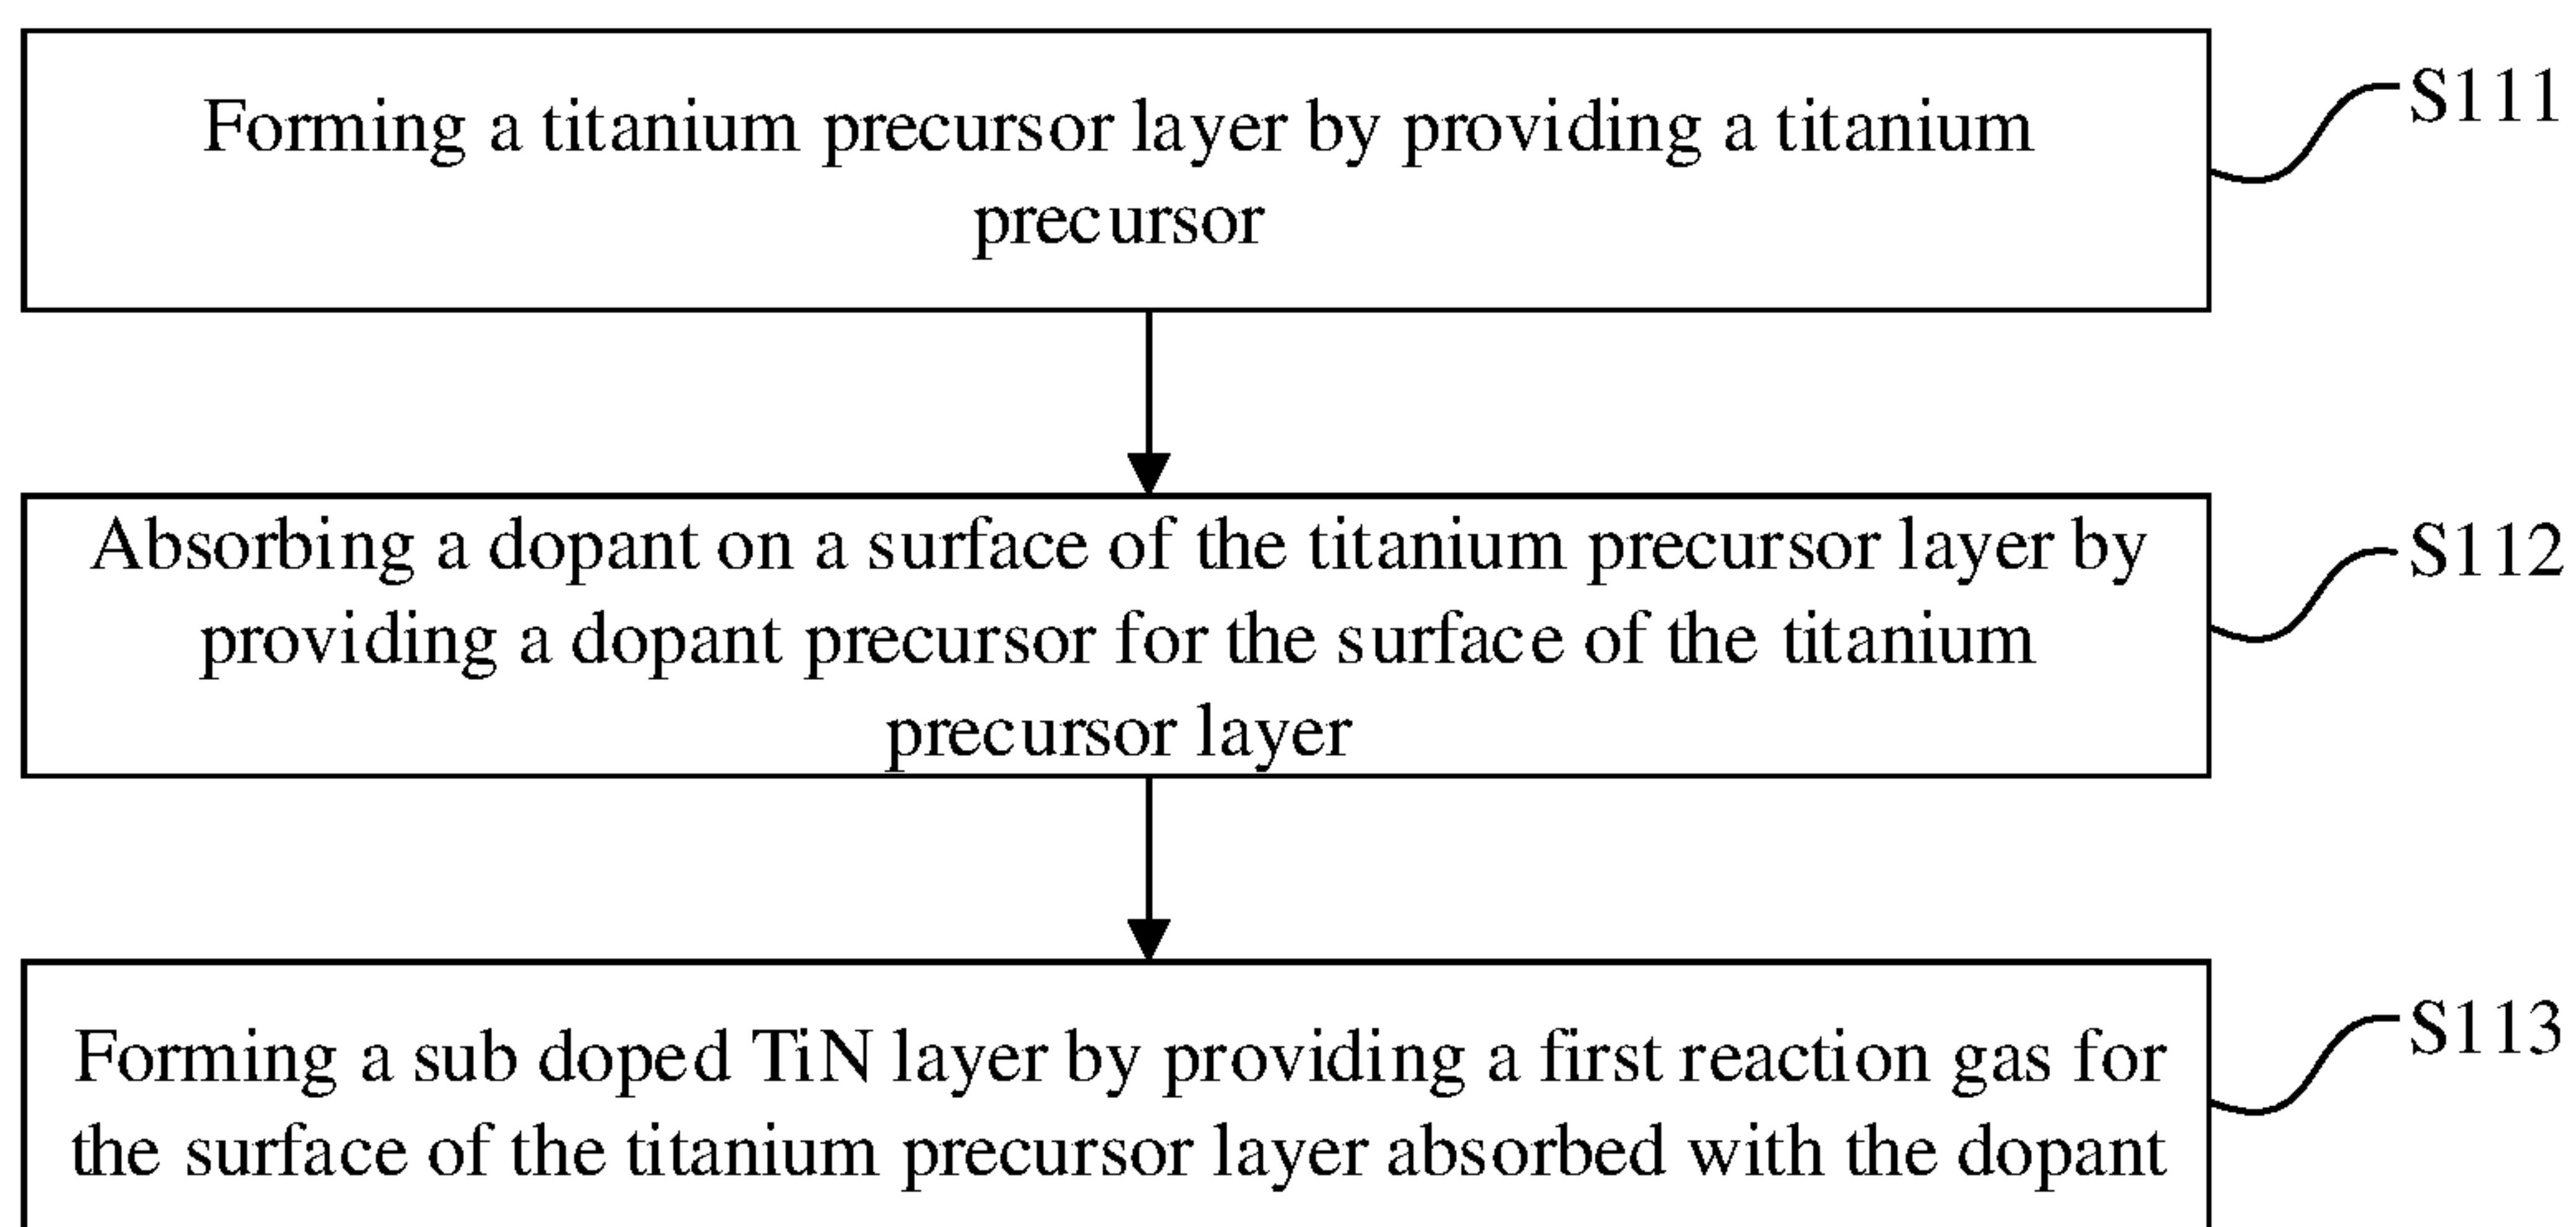 Forming a titanium precursor layer by providing a titanium
precursor
S111
Absorbing a dopant on a surface of the titanium precursor layer by
providing a dopant precursor for the surface of the titanium
precursor layer
S112
Forming a sub doped TiN layer by providing a first reaction gas for
the surface of the titanium precursor layer absorbed with the dopant
S113